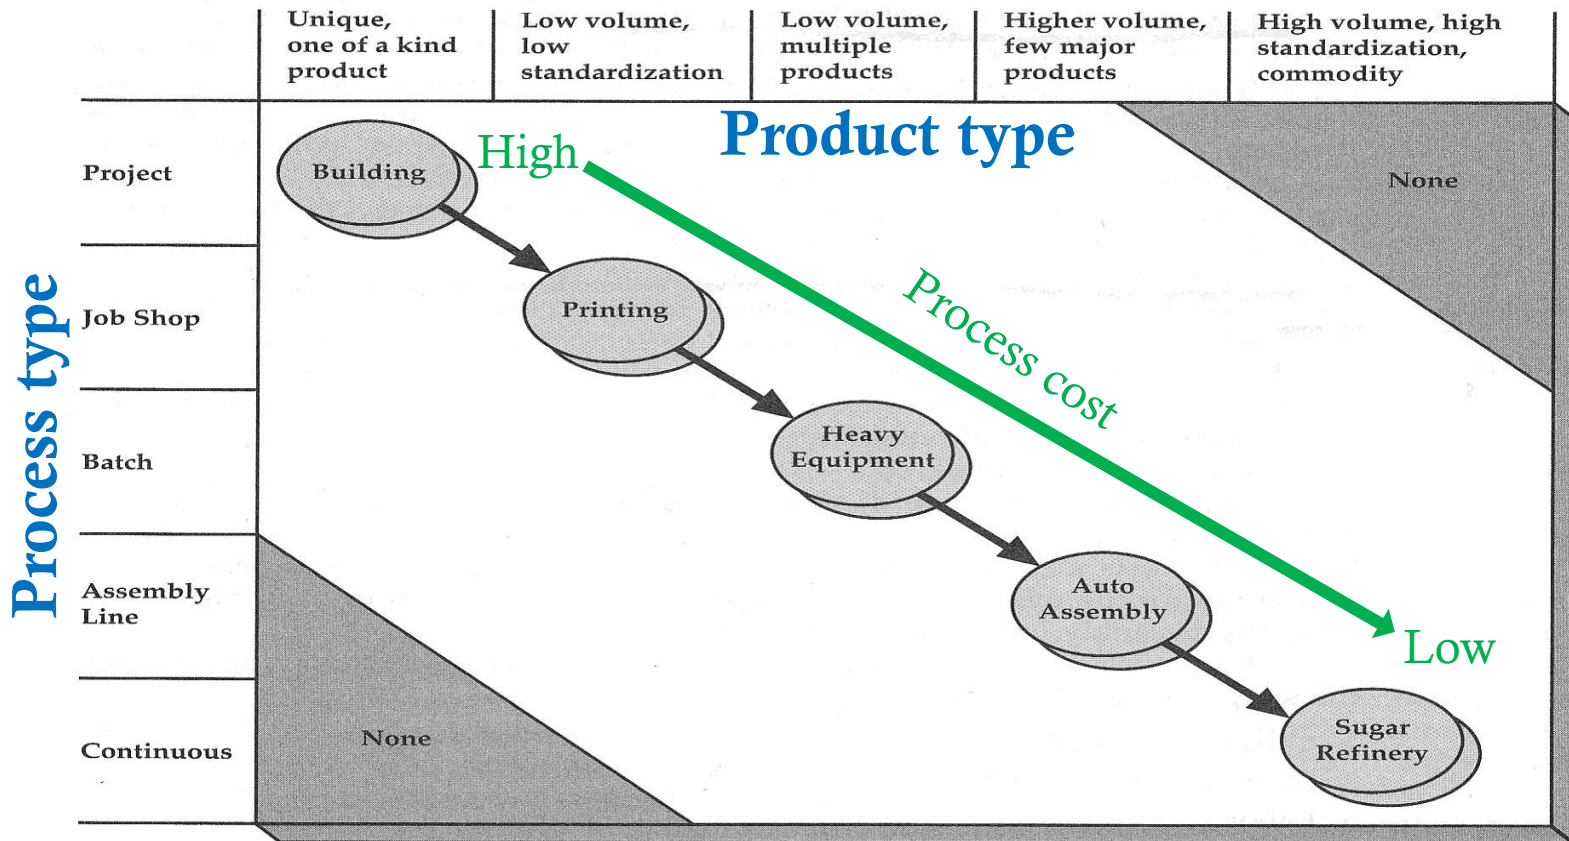 Unique,
one of a kind
product
Low volume,
low
standardization
Low volume,
multiple
products
Higher volume,
few major
products
High volume, high
standardization,
commodity
Product type
Process type
Project
Job Shop
Batch
Assembly
Line
Continuous
Building
High
None
Printing
Process cost
Heavy
Equipment
Auto
Assembly
Low
None
Sugar
Refinery